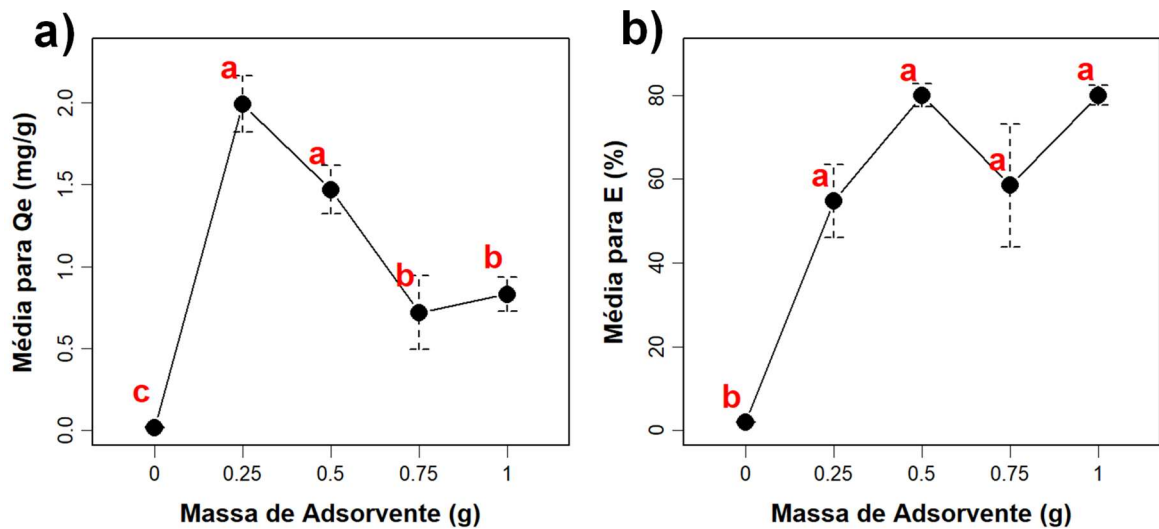 a)
Média para Qe (mg/g)
2.0
1.5
1.0
0.5
0.0
c
a
a
b
b
0 0.25 0.5 0.75 1
Massa de Adsorvente (g)
b)
Média para E (%)
80
60
40
20
0
b
a
a
a
a
0 0.25 0.5 0.75 1
Massa de Adsorvente (g)